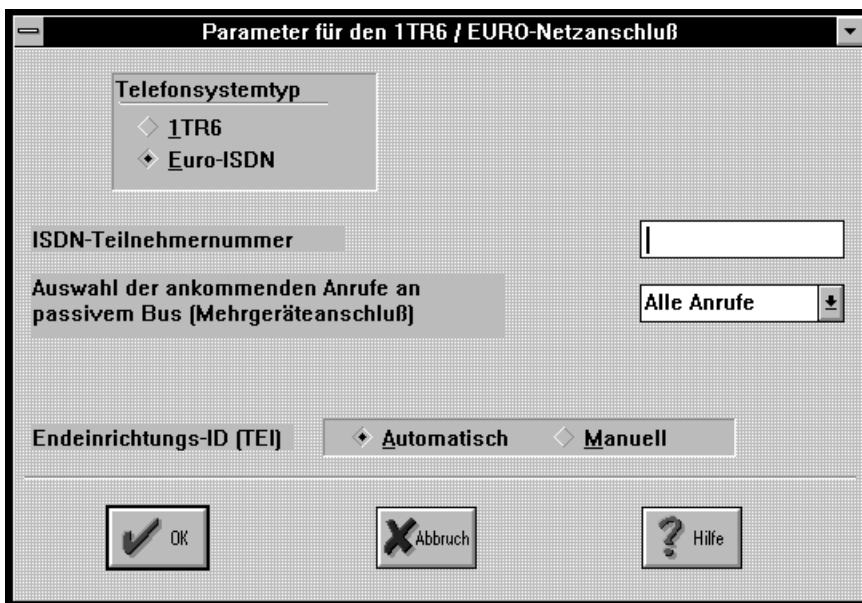 Parameter für den 1TR6 / EURO-Netzanschluß
Telefonsystemtyp
1TR6
Euro-ISDN
ISDN-Teilnehmernummer
Auswahl der ankommenden Anrufe an
passivem Bus (Mehrgeräteanschluß)
Alle Anrufe
Endeinrichtungs-ID (TEI)
Automatisch
Manuell
OK
Abbruch
Hilfe